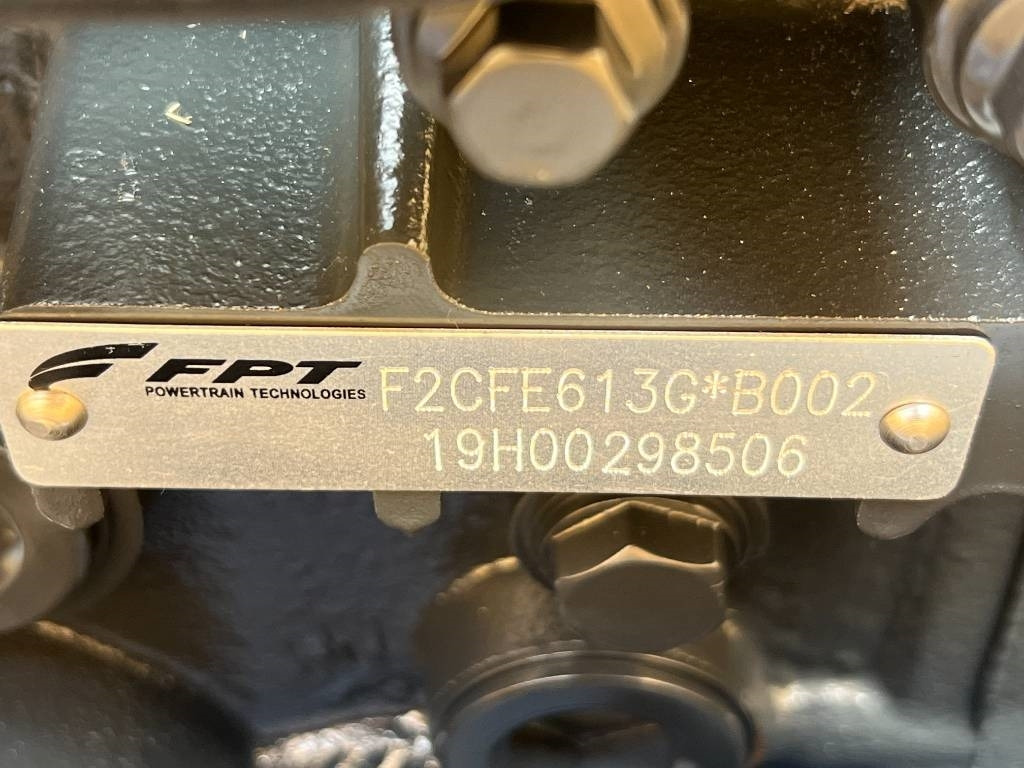 FPT
POWERTRAIN TECHNOLOGIES
F2CFE613G*B002
19H00298506